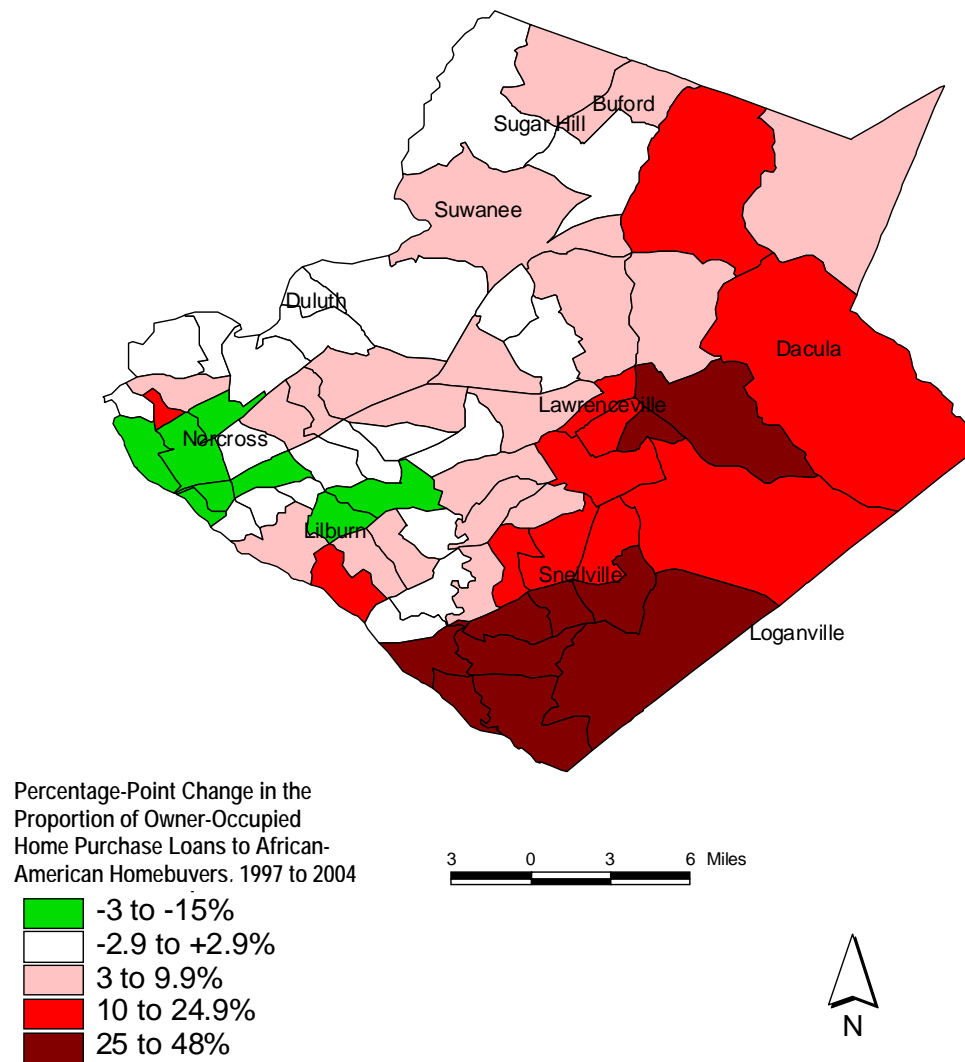 Buford
Sugar Hill
Suwanee
Duluth
Dacula
Lawrenceville
Norcross
Lilburn
Snellville
Loganville
Percentage-Point Change in the
Proportion of Owner-Occupied
Home Purchase Loans to African-
American Homebuyers, 1997 to 2004
3 0 3 6 Miles
-3 to -15%
-2.9 to +2.9%
3 to 9.9%
10 to 24.9%
25 to 48%
N